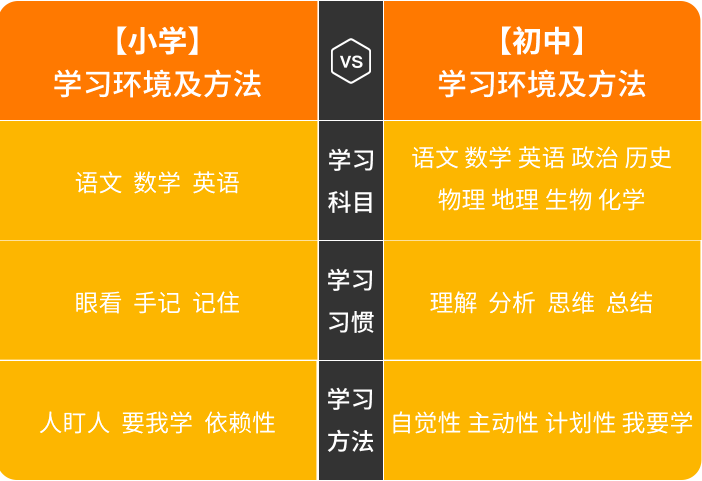 【小学】
学习环境及方法
VS
【初中】
学习环境及方法
语文 数学 英语
学习
科目
语文 数学 英语 政治 历史
物理 地理 生物 化学
眼看 手记 记住
学习
习惯
理解 分析 思维 总结
人盯人 要我学 依赖性
学习
方法
自觉性 主动性 计划性 我要学